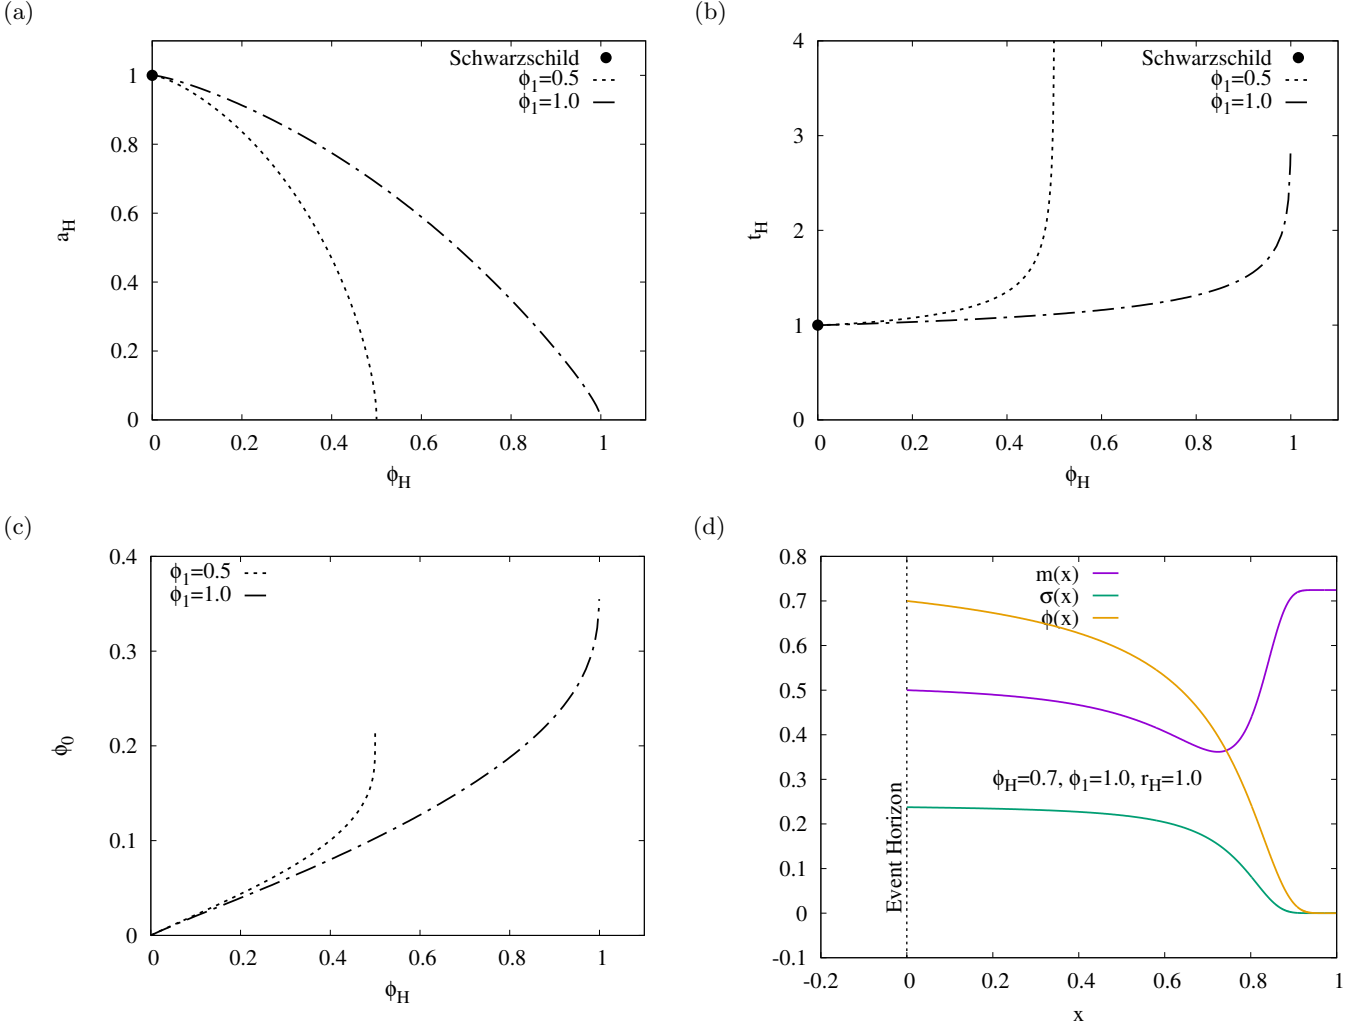 (a)
Schwarzschild
ϕ1=0.5
ϕ1=1.0
1
0.8
0.6
0.4
0.2
0
aH
0 0.2 0.4 0.6 0.8 1
ϕH
(b)
Schwarzschild
ϕ1=0.5
ϕ1=1.0
4
3
2
1
0
tH
0 0.2 0.4 0.6 0.8 1
ϕH
(c)
ϕ1=0.5
ϕ1=1.0
0.4
0.3
0.2
0.1
0
ϕ0
0 0.2 0.4 0.6 0.8 1
ϕH
(d)
m(x)
σ(x)
ϕ(x)
0.8
0.7
0.6
0.5
0.4
0.3
0.2
0.1
0
-0.1
ϕH=0.7, ϕ1=1.0, rH=1.0
Event Horizon
-0.2 0 0.2 0.4 0.6 0.8 1
x